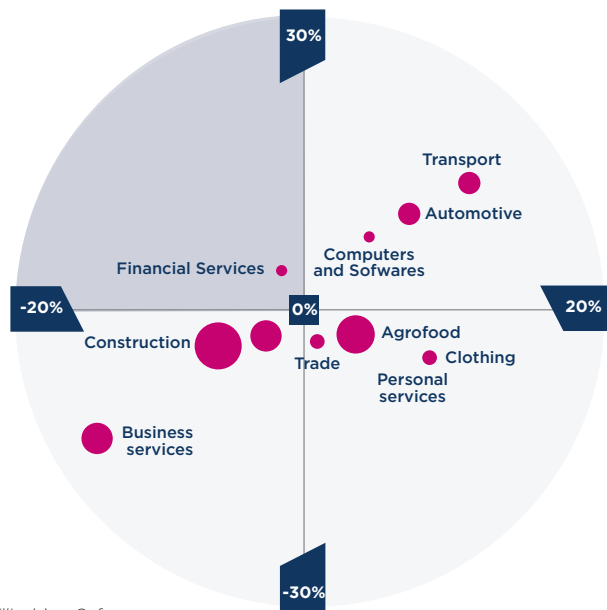 30%
Transport
Automotive
Computers
and Sofwares
Financial Services
-20%
0%
20%
Construction
Agrofood
Trade
Clothing
Personal
services
Business
services
-30%